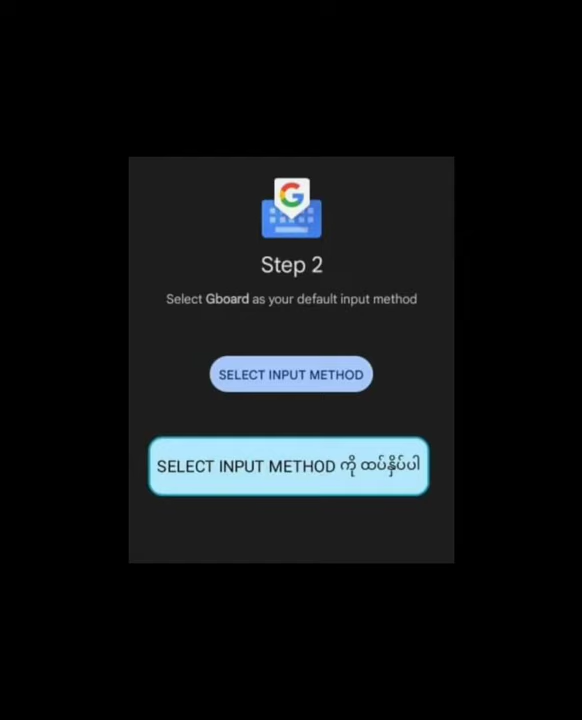 Step 2
Select Gboard as your default input method
SELECT INPUT METHOD
SELECT INPUT METHOD ကို ထပ်နှိပ်ပါ